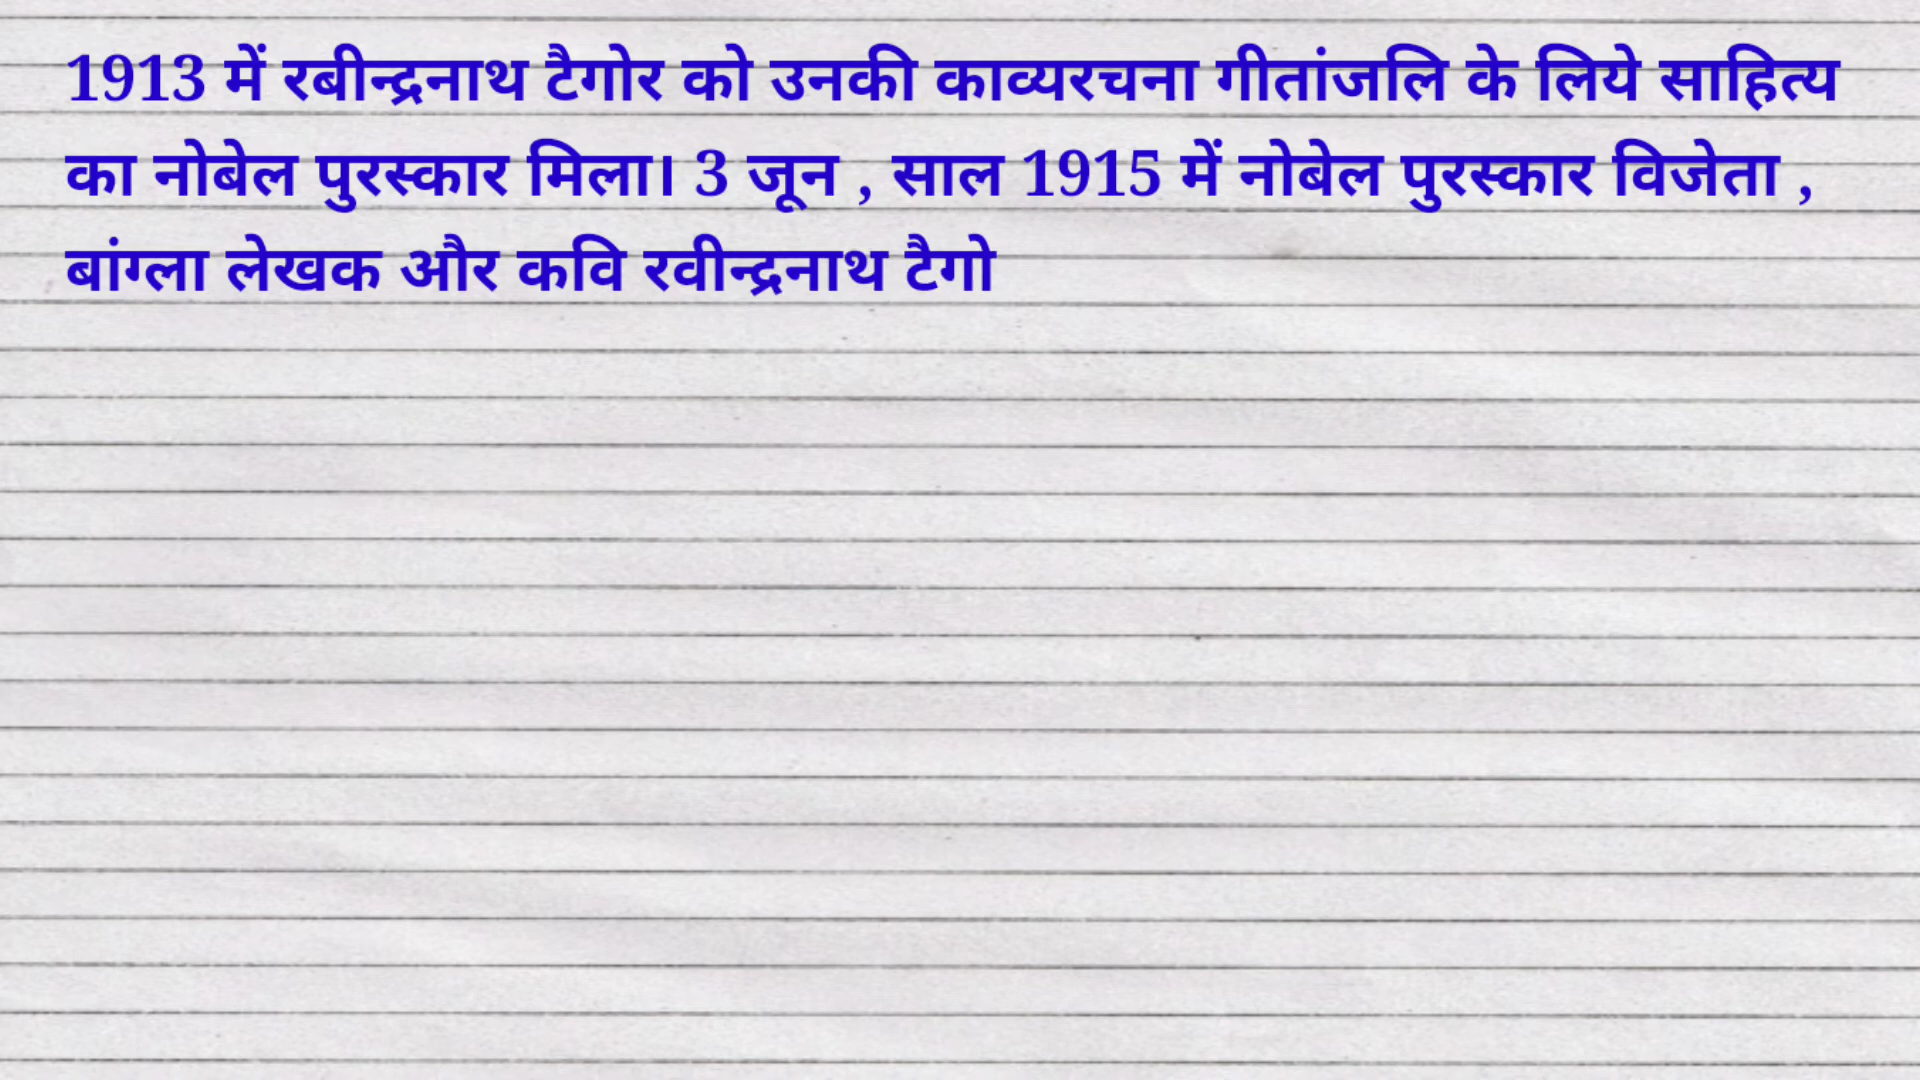 1913 में रबीन्द्रनाथ टैगोर को उनकी काव्यरचना गीतांजलि के लिये साहित्य
का नोबेल पुरस्कार मिला। 3 जून , साल 1915 में नोबेल पुरस्कार विजेता ,
बांग्ला लेखक और कवि रवीन्द्रनाथ टैगो